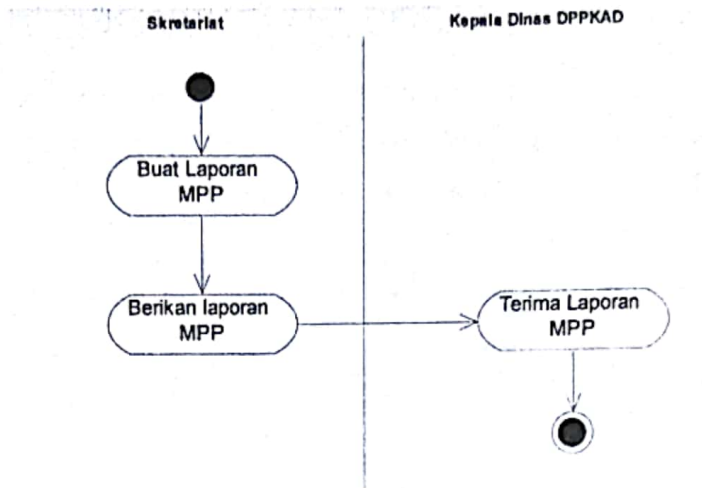 Skretariat
Kepala Dinas DPPKAD
Buat Laporan
MPP
Berikan laporan
MPP
Terima Laporan
MPP